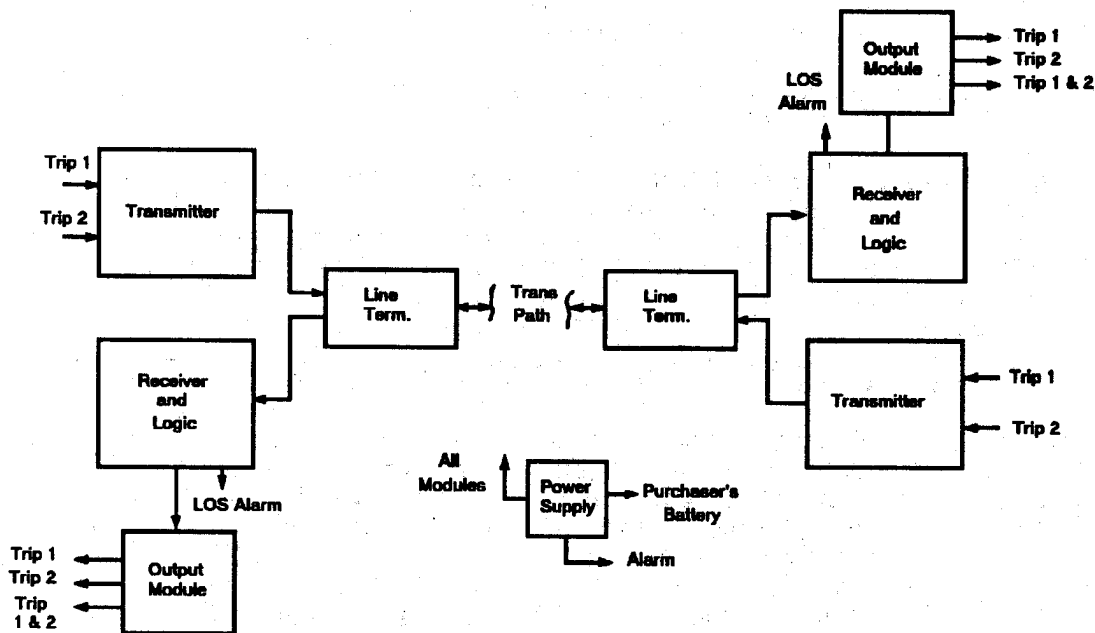 Output
Module
Trip 1
Trip 2
Trip 1 & 2
LOS
Alarm
Trip 1
Trip 2
Transmitter
Receiver
and
Logic
Line
Term.
Trans
Path
Line
Term.
Receiver
and
Logic
LOS Alarm
Trip 1
Trip 2
Transmitter
All
Modules
Power
Supply
Purchaser's
Battery
Alarm
Trip 1
Trip 2
Trip
1 & 2
Output
Module